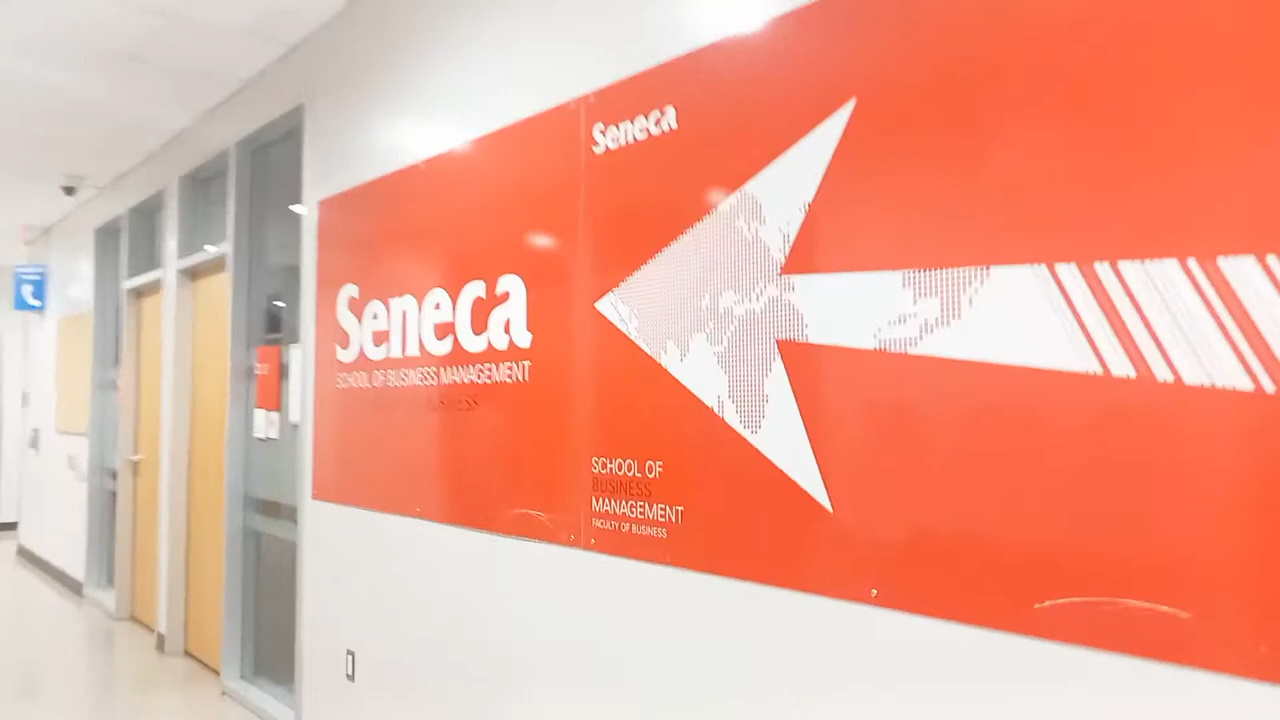 Seneca
SCHOOL OF BUSINESS MANAGEMENT
Seneca
SCHOOL OF
BUSINESS
MANAGEMENT
FACULTY OF BUSINESS